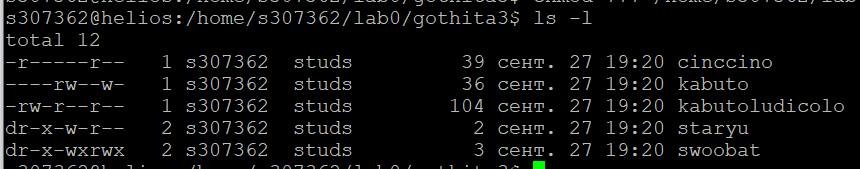 s307362@helios:/home/s307362/lab0/gothita3$ ls -l
total 12
-r-----r-- 1 s307362 studs 39 сент. 27 19:20 cinccino
----rw--w- 1 s307362 studs 36 сент. 27 19:20 kabuto
-rw-r--r-- 1 s307362 studs 104 сент. 27 19:20 kabutoludicolo
dr-x-w-r-- 2 s307362 studs 2 сент. 27 19:20 staryu
dr-x-wxrwx 2 s307362 studs 3 сент. 27 19:20 swoobat